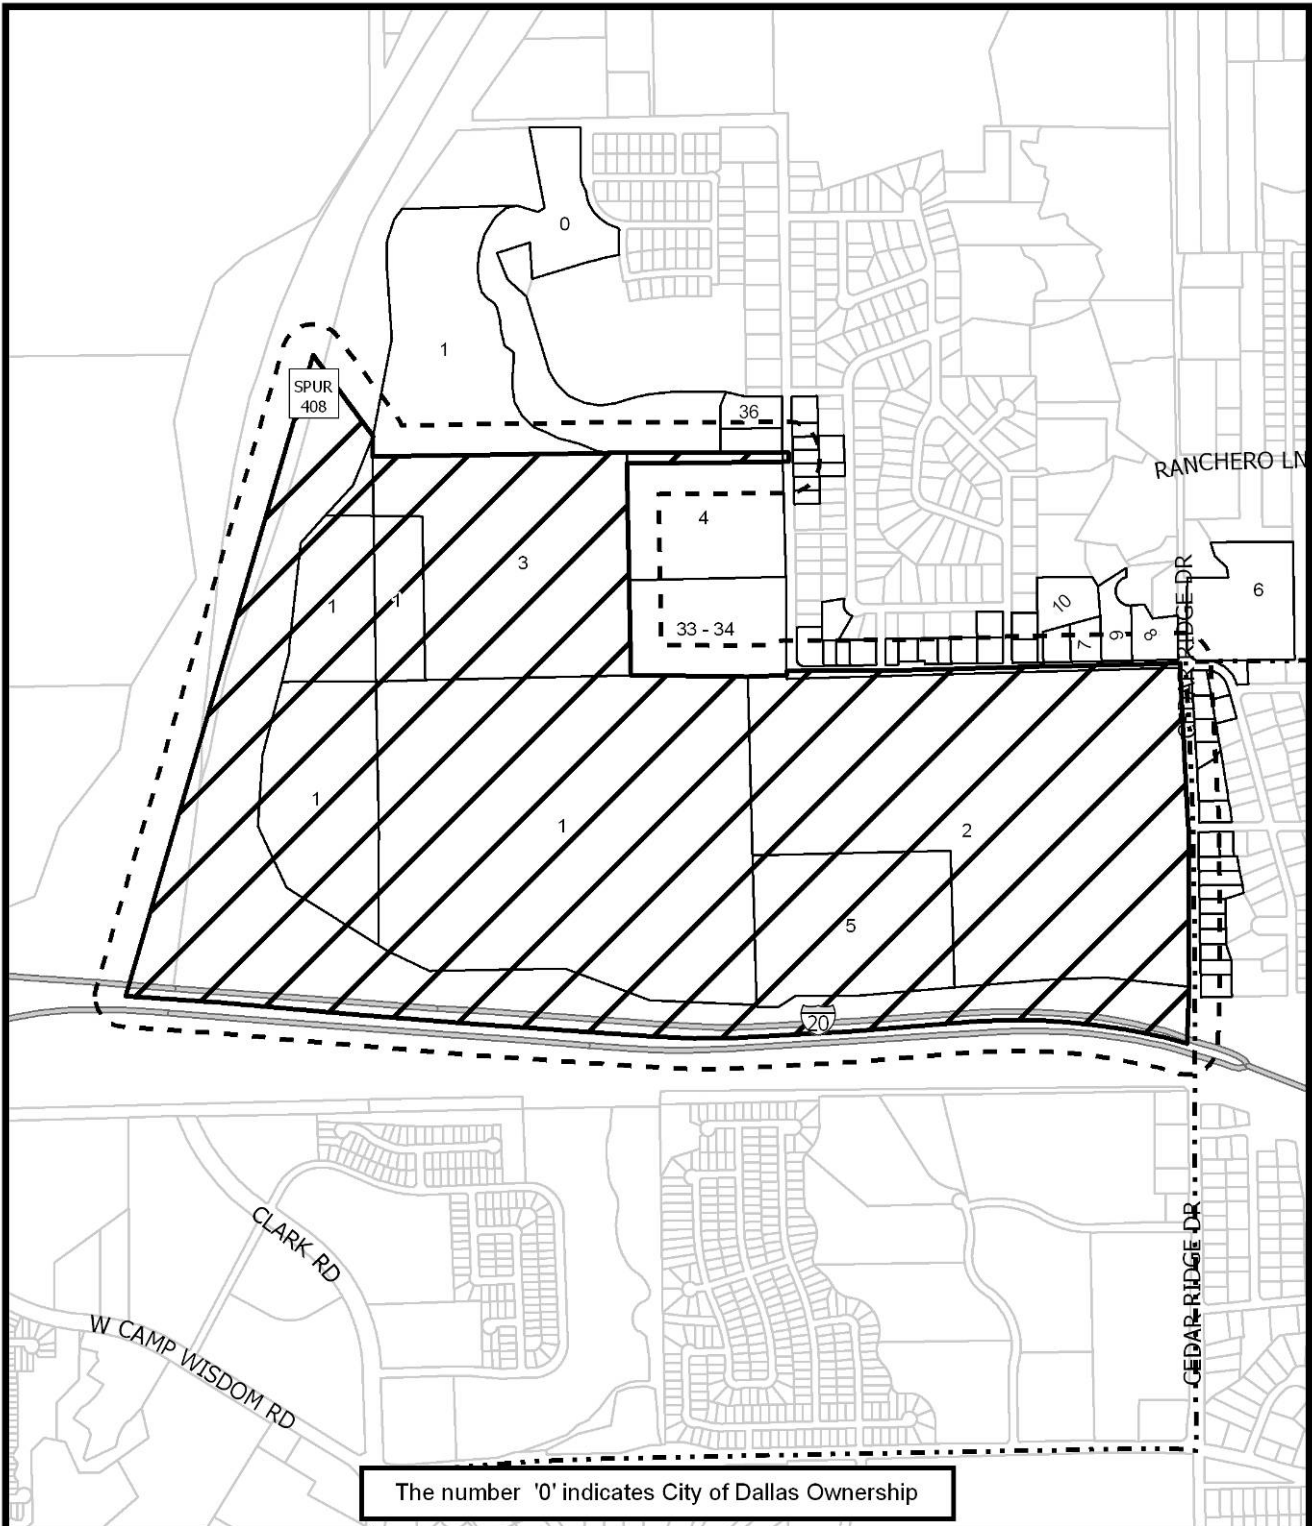 0
1
SPUR
408
36
RANCHERO LN
4
3
1
1
33 - 34
10
7
9
8
6
CEDAR RIDGE DR
1
1
2
5
20
CLARK RD
W CAMP WISDOM RD
CEDAR RIDGE DR
The number '0' indicates City of Dallas Ownership